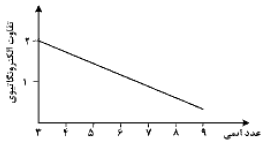 تفاوت الکترونگاتیوی
۲
۱
۳ ۴ ۵ ۶ ۷ ۸ ۹
عدد اتمی